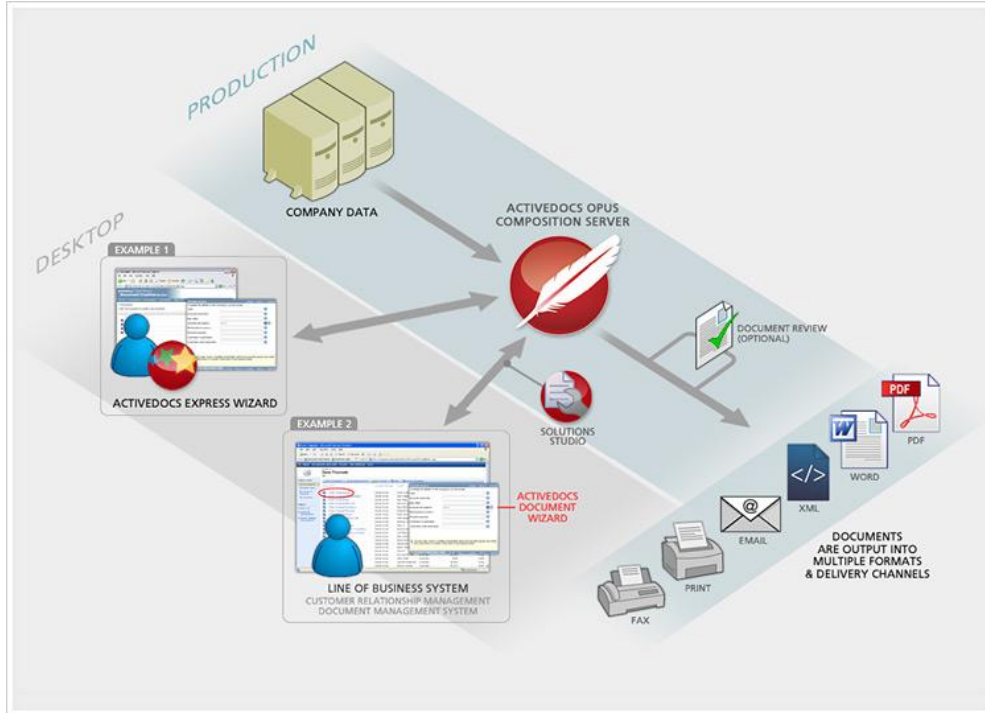 PRODUCTION
COMPANY DATA
ACTIVEDOCS OPUS
COMPOSITION SERVER
DESKTOP
EXAMPLE 1
ACTIVEDOCS EXPRESS WIZARD
DOCUMENT REVIEW
(OPTIONAL)
SOLUTIONS
STUDIO
EXAMPLE 2
ACTIVEDOCS
DOCUMENT
WIZARD
LINE OF BUSINESS SYSTEM
CUSTOMER RELATIONSHIP MANAGEMENT
DOCUMENT MANAGEMENT SYSTEM
PDF
PDF
W
WORD
</>
XML
@
EMAIL
PRINT
FAX
DOCUMENTS
ARE OUTPUT INTO
MULTIPLE FORMATS
& DELIVERY CHANNELS